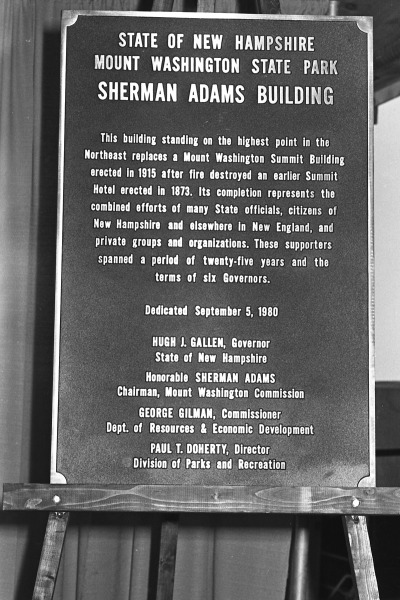 STATE OF NEW HAMPSHIRE
MOUNT WASHINGTON STATE PARK
SHERMAN ADAMS BUILDING
This building standing on the highest point in the
Northeast replaces a Mount Washington Summit Building
erected in 1915 after fire destroyed an earlier Summit
Hotel erected in 1873. Its completion represents the
combined efforts of many State officials, citizens of
New Hampshire and elsewhere in New England, and
private groups and organizations. These supporters
spanned a period of twenty-five years and the
terms of six Governors.
Dedicated September 5, 1980
HUGH J. GALLEN, Governor
State of New Hampshire
Honorable SHERMAN ADAMS
Chairman, Mount Washington Commission
GEORGE GILMAN, Commissioner
Dept. of Resources & Economic Development
PAUL T. DOHERTY, Director
Division of Parks and Recreation